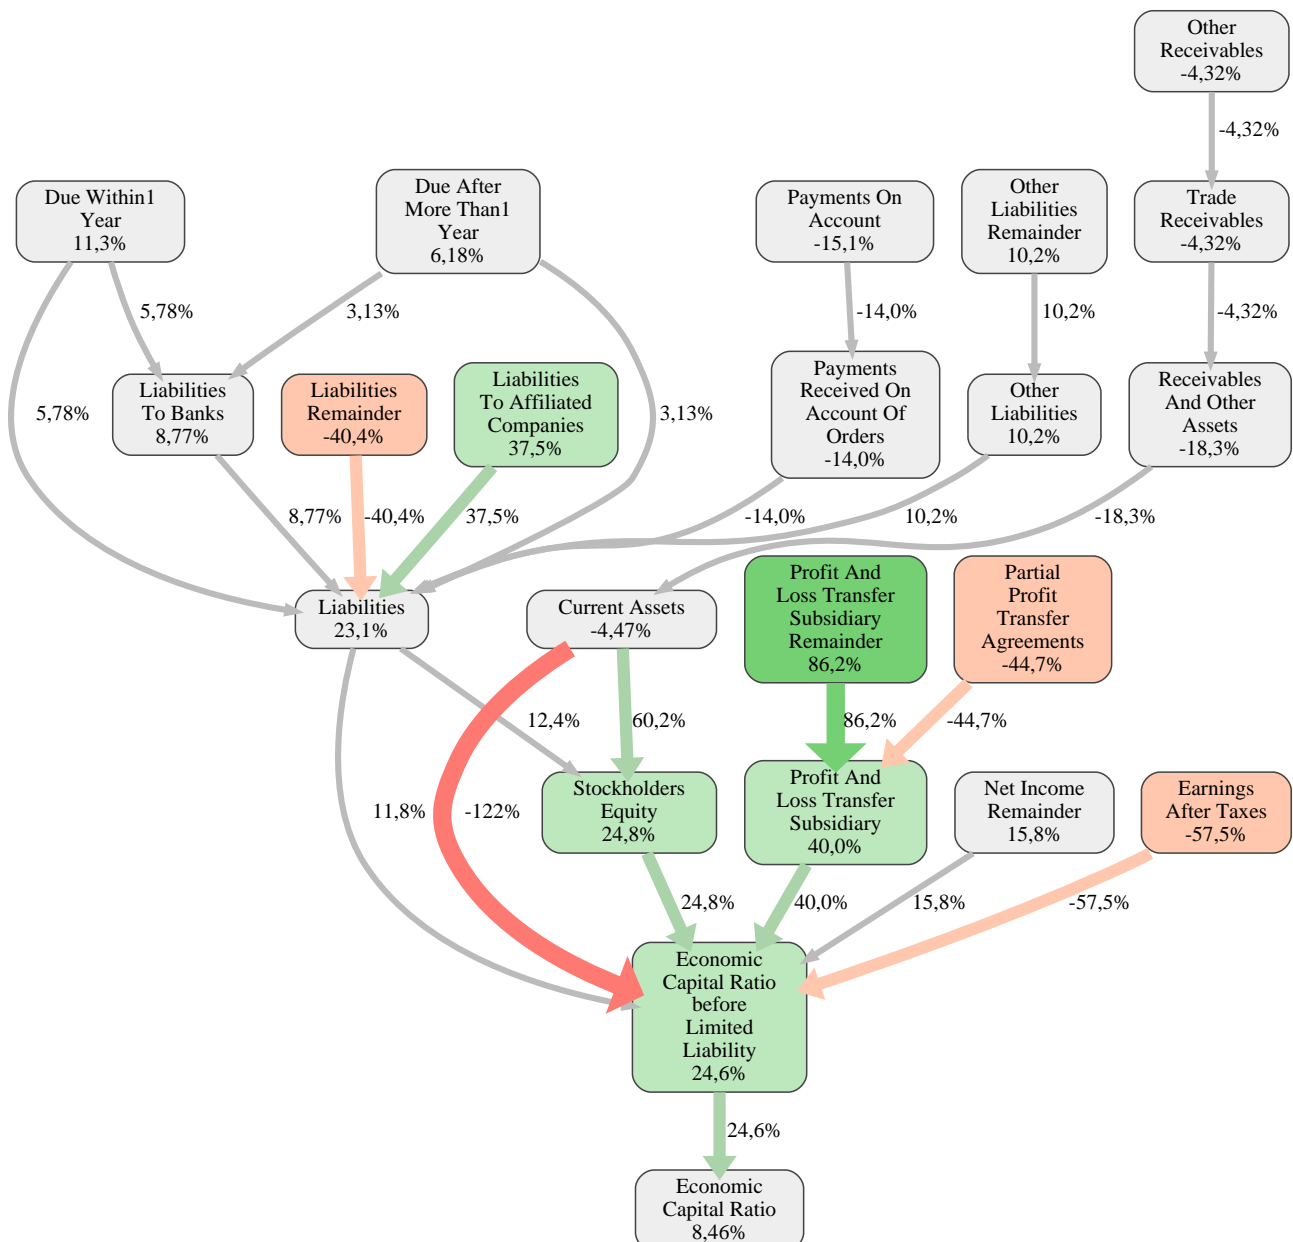 Other
Receivables
-4,32%
-4,32%
Due Within1
Year
11,3%
Due After
More Than1
Year
6,18%
Payments On
Account
-15,1%
Other
Liabilities
Remainder
10,2%
Trade
Receivables
-4,32%
5,78%
3,13%
-14,0%
10,2%
-4,32%
Liabilities
To Banks
8,77%
Liabilities
Remainder
-40,4%
Liabilities
To Affiliated
Companies
37,5%
Payments
Received On
Account Of
Orders
-14,0%
Other
Liabilities
10,2%
Receivables
And Other
Assets
-18,3%
5,78%
3,13%
8,77%
-40,4%
37,5%
-14,0%
10,2%
-18,3%
Liabilities
23,1%
Current Assets
-4,47%
Profit And
Loss Transfer
Subsidiary
Remainder
86,2%
Partial
Profit
Transfer
Agreements
-44,7%
12,4%
60,2%
86,2%
-44,7%
Stockholders
Equity
24,8%
Profit And
Loss Transfer
Subsidiary
40,0%
Net Income
Remainder
15,8%
Earnings
After Taxes
-57,5%
11,8%
-122%
24,8%
40,0%
15,8%
-57,5%
Economic
Capital Ratio
before
Limited
Liability
24,6%
24,6%
Economic
Capital Ratio
8,46%